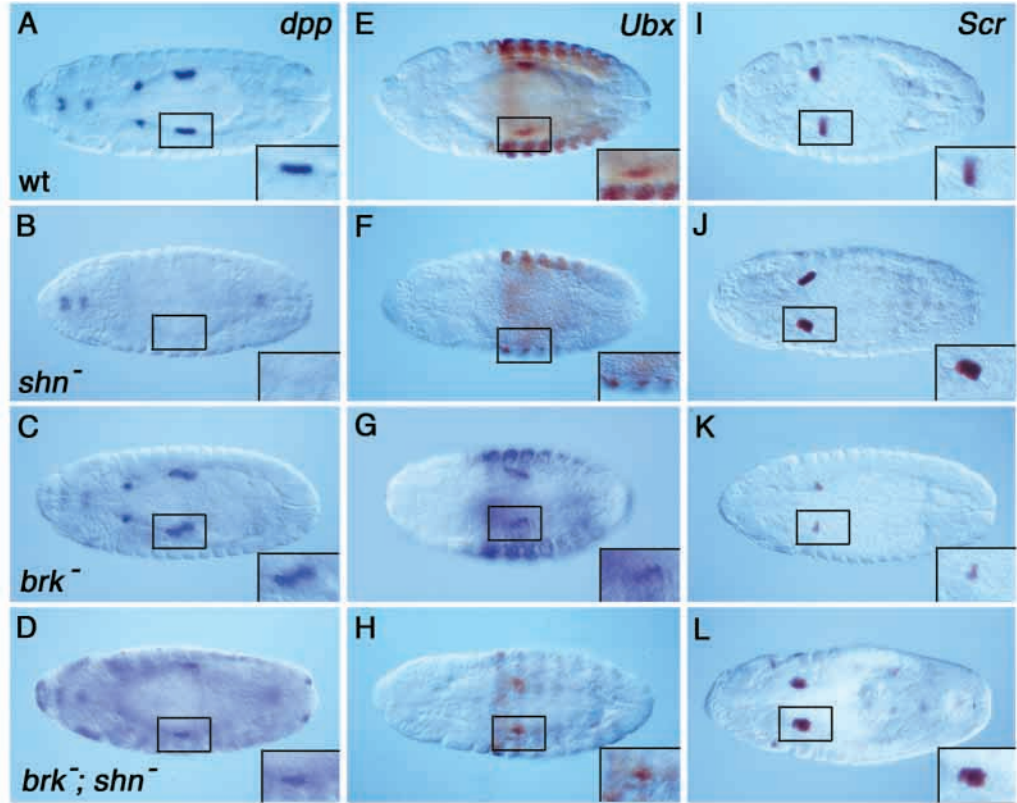 A dpp E Ubx I Scr
wt
B F J
shn⁻
C G K
brk⁻
D H L
brk⁻; shn⁻